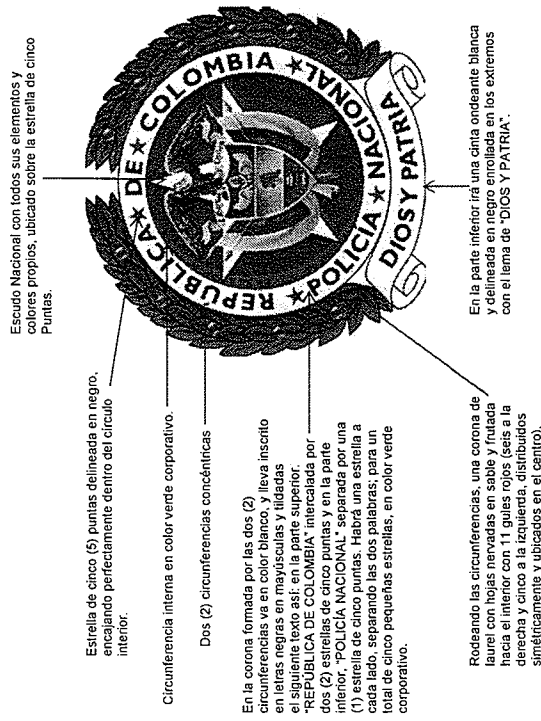 Escudo Nacional con todos sus elementos y
colores propios, ubicado sobre la estrella de cinco
Puntas.
Estrella de cinco (5) puntas delineada en negro,
encajando perfectamente dentro del círculo
interior.
Circunferencia interna en color verde corporativo.
Dos (2) circunferencias concéntricas
En la corona formada por las dos (2)
circunferencias va en color blanco, y lleva inscrito
en letras negras en mayúsculas y tildadas
el siguiente texto así: en la parte superior.
"REPÚBLICA DE COLOMBIA" intercalada por
dos (2) estrellas de cinco puntas y en la parte
inferior, "POLICÍA NACIONAL" separada por una
(1) estrella de cinco puntas. Habrá una estrella a
cada lado, separando las dos palabras; para un
total de cinco pequeñas estrellas, en color verde
corporativo.
Rodeando las circunferencias, una corona de
laurel con hojas nervadas en sable y frutada
hacia el interior con 11 gules rojos (seis a la
derecha y cinco a la izquierda, distribuidos
simétricamente y ubicados en el centro).
En la parte inferior irá una cinta ondeante blanca
y delineada en negro enrollada en los extremos
con el lema de "DIOS Y PATRIA".
REPÚBLICA ★ DE ★ COLOMBIA
★ POLICÍA ★ NACIONAL ★
DIOS Y PATRIA